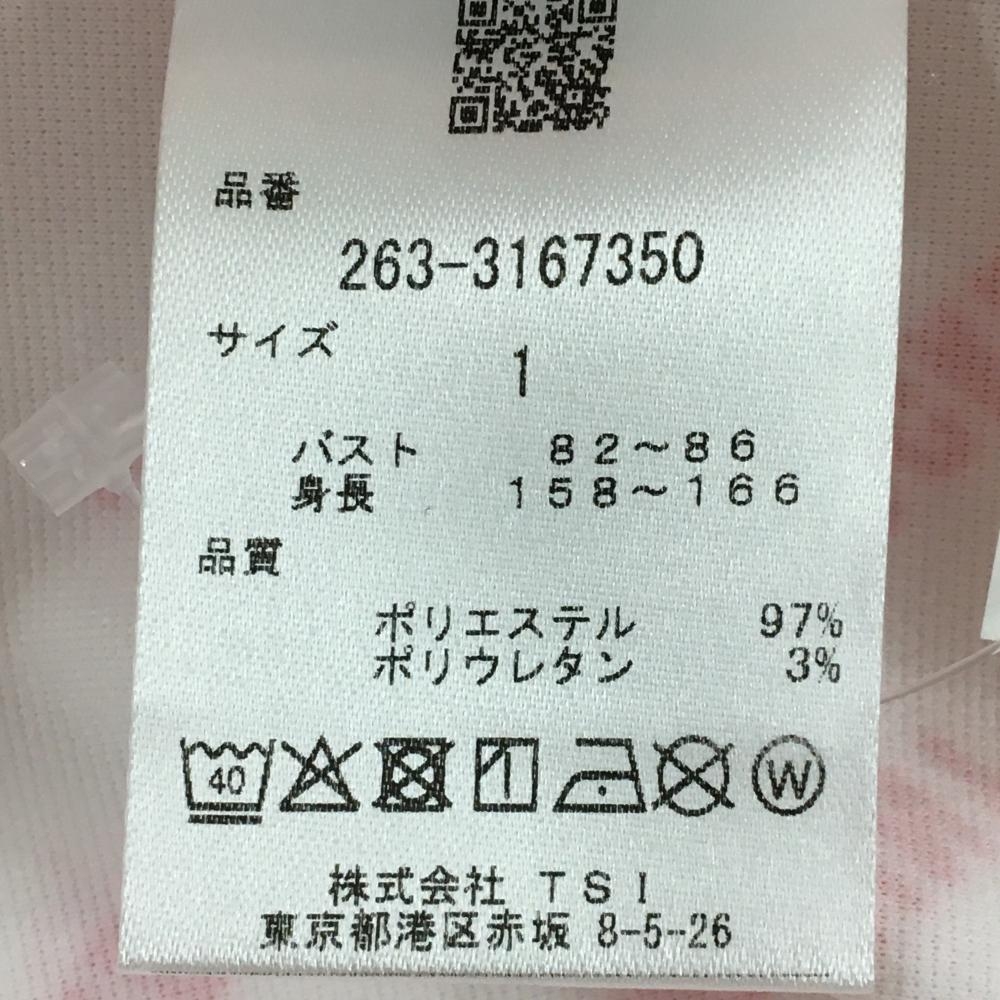 品番
263-3167350
サイズ
1
バスト 82～86
身長 158～166
品質
ポリエステル 97%
ポリウレタン 3%
40 W
株式会社 TSI
東京都港区赤坂 8-5-26